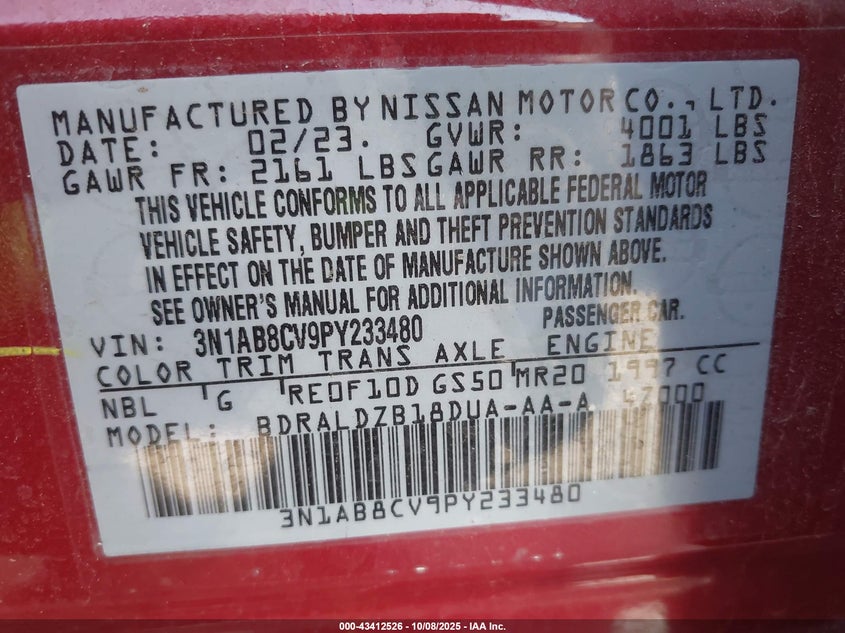 MANUFACTURED BY NISSAN MOTOR CO., LTD.
DATE: 02/23. GVWR: 4001 LBS
GAWR FR: 2161 LBS GAWR RR: 1863 LBS
THIS VEHICLE CONFORMS TO ALL APPLICABLE FEDERAL MOTOR
VEHICLE SAFETY, BUMPER AND THEFT PREVENTION STANDARDS
IN EFFECT ON THE DATE OF MANUFACTURE SHOWN ABOVE.
SEE OWNER'S MANUAL FOR ADDITIONAL INFORMATION.
VIN: 3N1AB8CV9PY233480 PASSENGER CAR.
COLOR TRIM TRANS AXLE ENGINE
NBL G RE0F10D GS50 MR20 1997 CC
MODEL: BDRALDZB18DUA-AA-A 47000
3N1AB8CV9PY233480
000-43412526 - 10/08/2025 - IAA Inc.